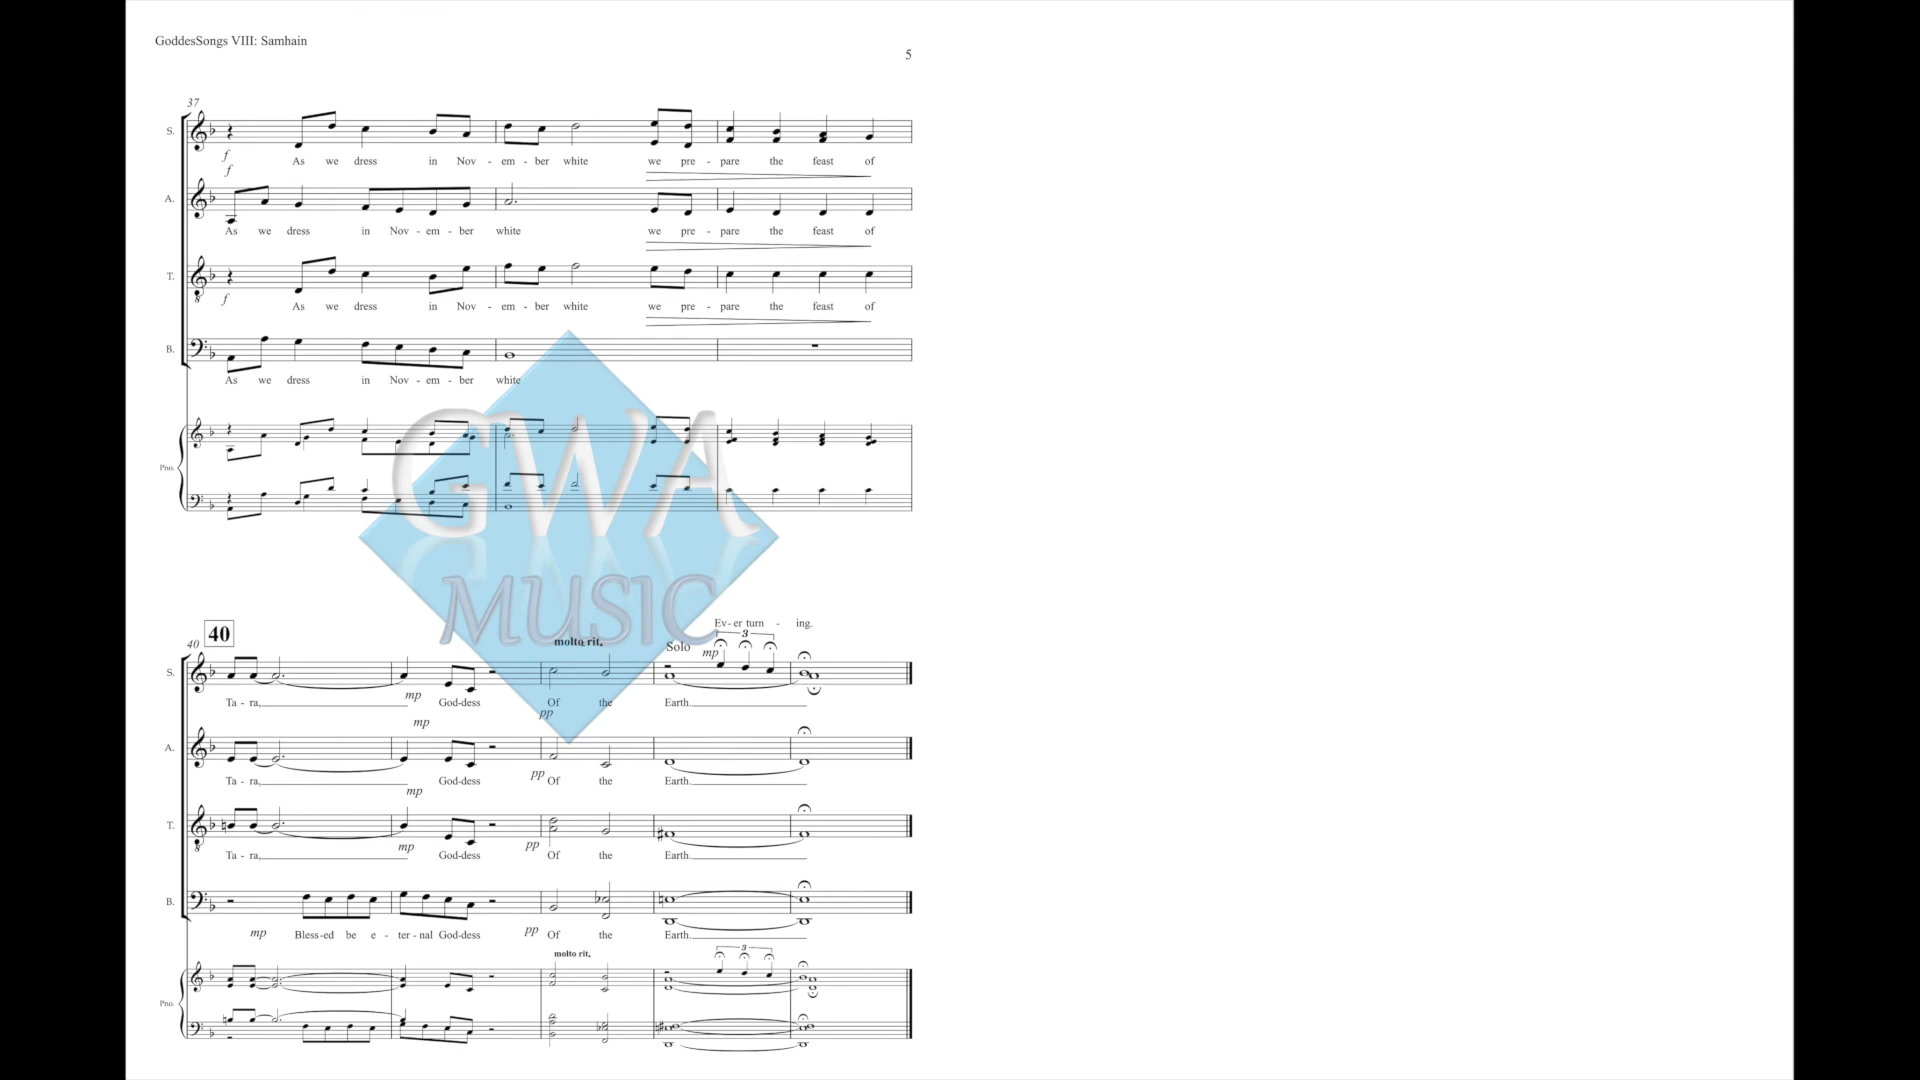 GoddesSongs VIII: Samhain
5
37
S.
f
f
As we dress in Nov - em - ber white we pre - pare the feast of
A.
As we dress in Nov - em - ber white we pre - pare the feast of
T.
f
As we dress in Nov - em - ber white we pre - pare the feast of
B.
As we dress in Nov - em - ber white
Pno.
GWA
MUSIC
40
40
molto rit.
Solo
mp
Ev- er turn - ing.
3
S.
mp
Ta - ra, God-dess Of the Earth.
mp
pp
A.
Ta - ra, God-dess Of the Earth.
mp
pp
T.
mp
pp
Ta - ra, God-dess Of the Earth.
B.
mp
pp
Bless-ed be e - ter - nal God-dess Of the Earth.
molto rit.
3
Pno.